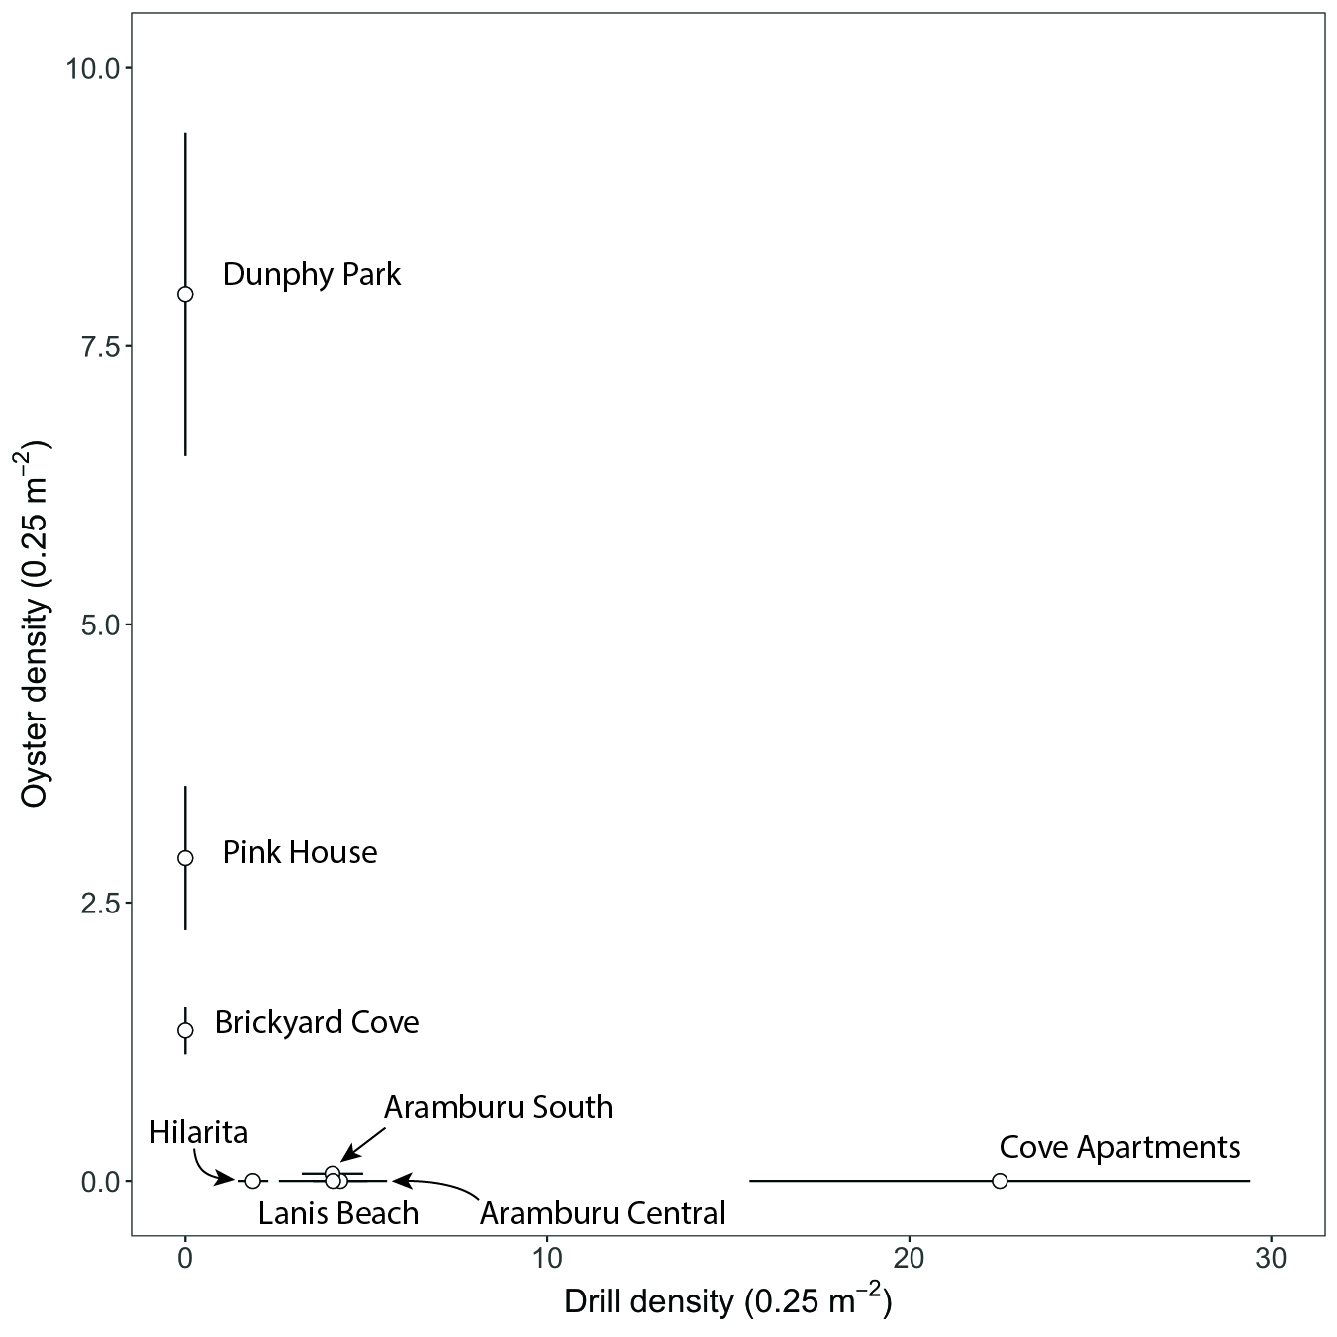 10.0
7.5
5.0
2.5
0.0
Oyster density (0.25 m⁻²)
Dunphy Park
Pink House
Brickyard Cove
Aramburu South
Hilarita
Cove Apartments
Lanis Beach
Aramburu Central
0
10
20
30
Drill density (0.25 m⁻²)